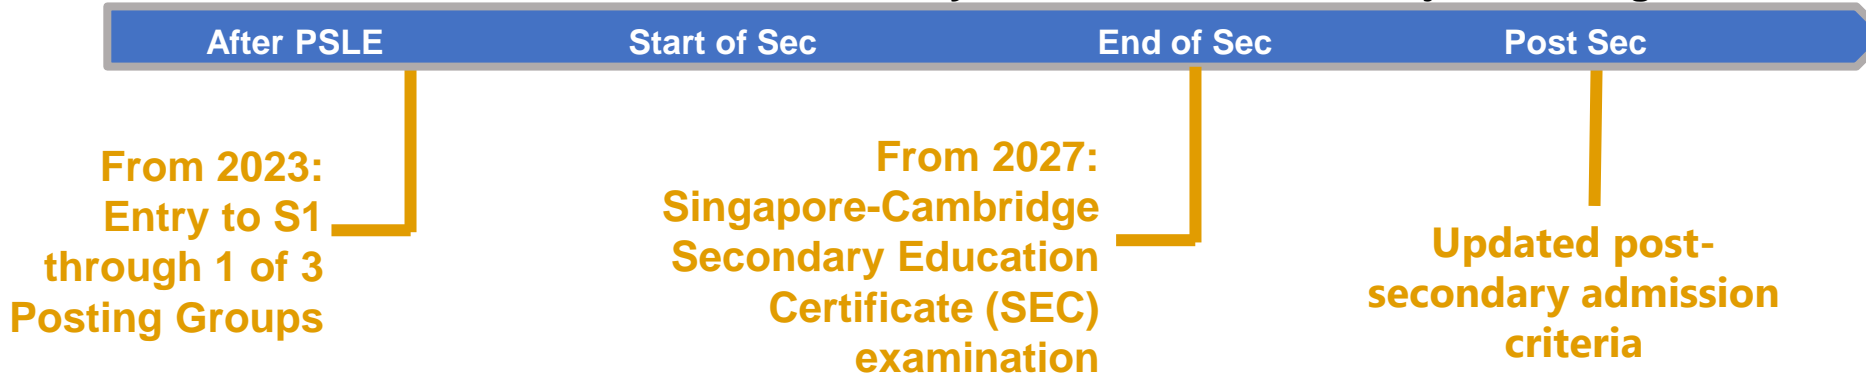 After PSLE
Start of Sec
End of Sec
Post Sec
From 2023:
Entry to S1
through 1 of 3
Posting Groups
From 2027:
Singapore-Cambridge
Secondary Education
Certificate (SEC)
examination
Updated post-
secondary admission
criteria